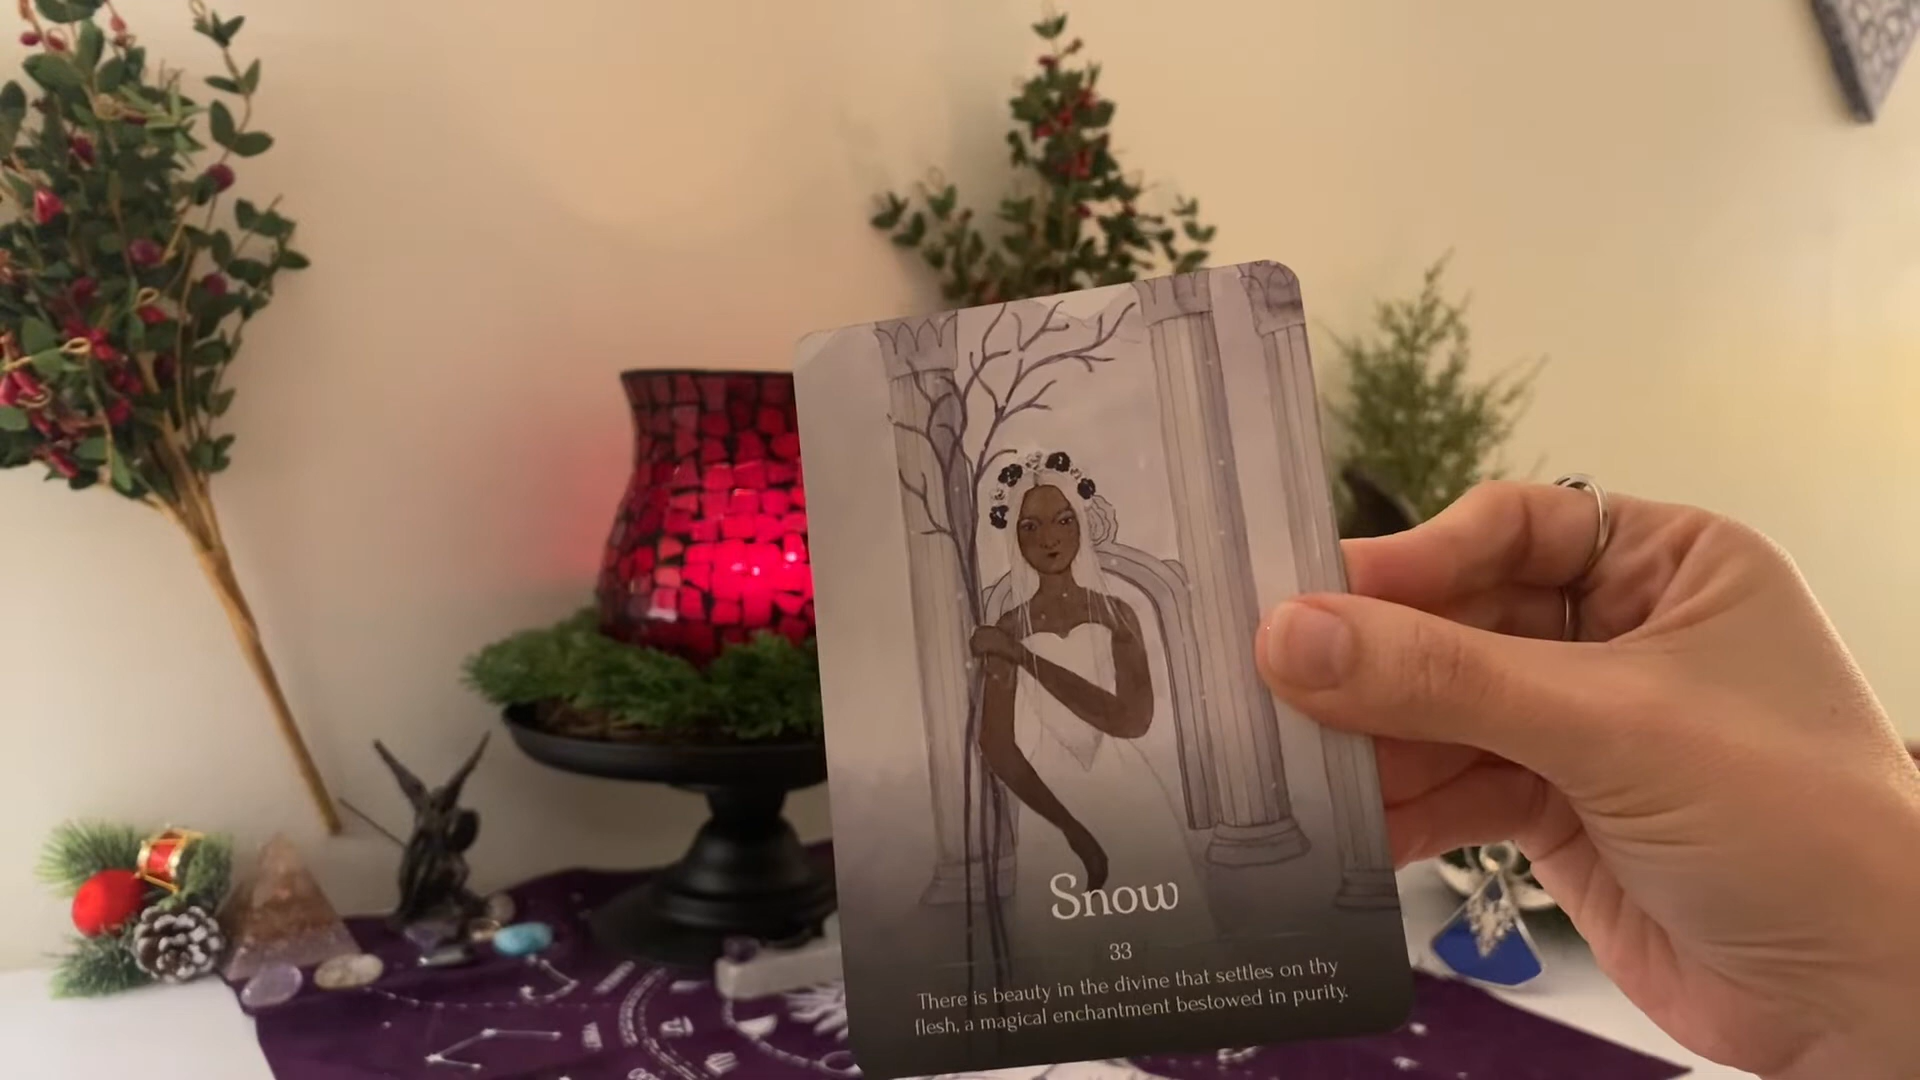 Snow
33
There is beauty in the divine that settles on thy
flesh, a magical enchantment bestowed in purity.